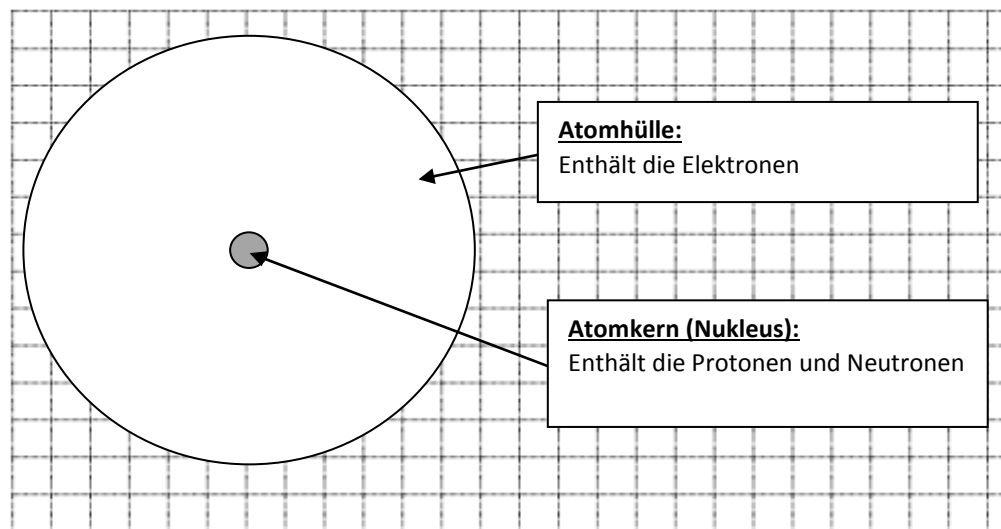 Atomhülle:
Enthält die Elektronen
Atomkern (Nukleus):
Enthält die Protonen und Neutronen